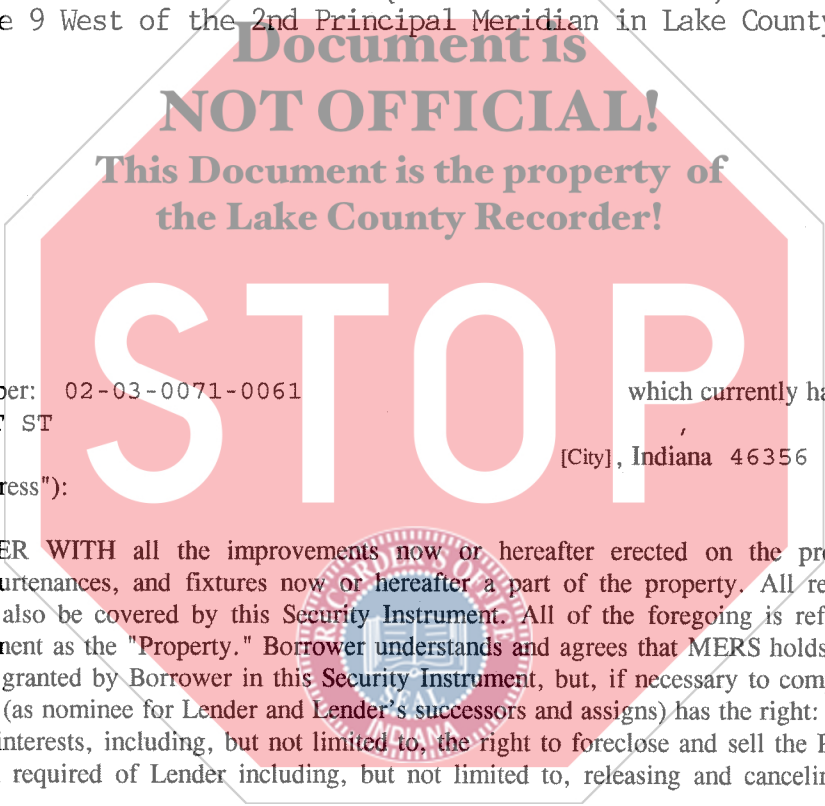 e 9 West of the 2nd Principal Meridian in Lake County
Document is
NOT OFFICIAL!
This Document is the property of
the Lake County Recorder!
STOP
ber: 02-03-0071-0061 which currently ha
T ST ,
[City], Indiana 46356
ress"):
ER WITH all the improvements now or hereafter erected on the pro
urtenances, and fixtures now or hereafter a part of the property. All re
also be covered by this Security Instrument. All of the foregoing is ref
ment as the "Property." Borrower understands and agrees that MERS holds
granted by Borrower in this Security Instrument, but, if necessary to com
(as nominee for Lender and Lender's successors and assigns) has the right:
interests, including, but not limited to, the right to foreclose and sell the P
required of Lender including, but not limited to, releasing and cancelin
RECORDER'S OFFICE
SEAL
INDIANA